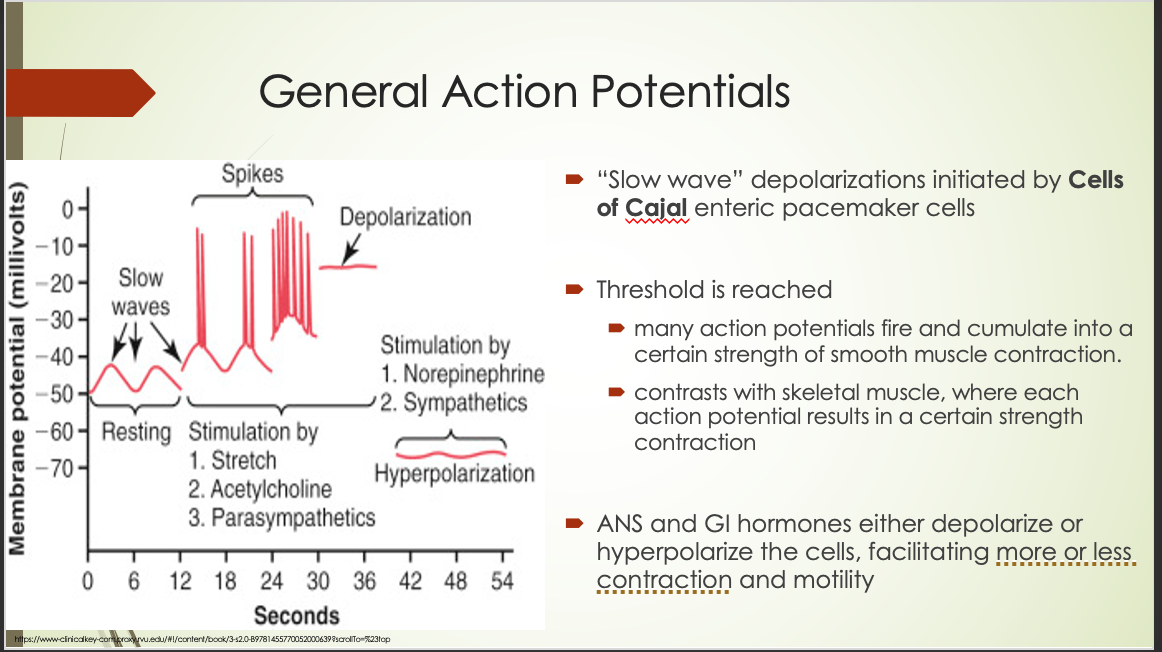 General Action Potentials
Spikes
Depolarization
Slow
waves
Stimulation by
1. Norepinephrine
2. Sympathetics
Resting
Stimulation by
1. Stretch
2. Acetylcholine
3. Parasympathetics
Hyperpolarization
Membrane potential (millivolts)
0
−10
−20
−30
−40
−50
−60
−70
0 6 12 18 24 30 36 42 48 54
Seconds
https://www-clinicalkey-com.proxy.rvu.edu/#!/content/book/3-s2.0-B9781455770052000639?scrollTo=%23top
“Slow wave” depolarizations initiated by Cells
of Cajal enteric pacemaker cells
Threshold is reached
many action potentials fire and cumulate into a
certain strength of smooth muscle contraction.
contrasts with skeletal muscle, where each
action potential results in a certain strength
contraction
ANS and GI hormones either depolarize or
hyperpolarize the cells, facilitating more or less
contraction and motility